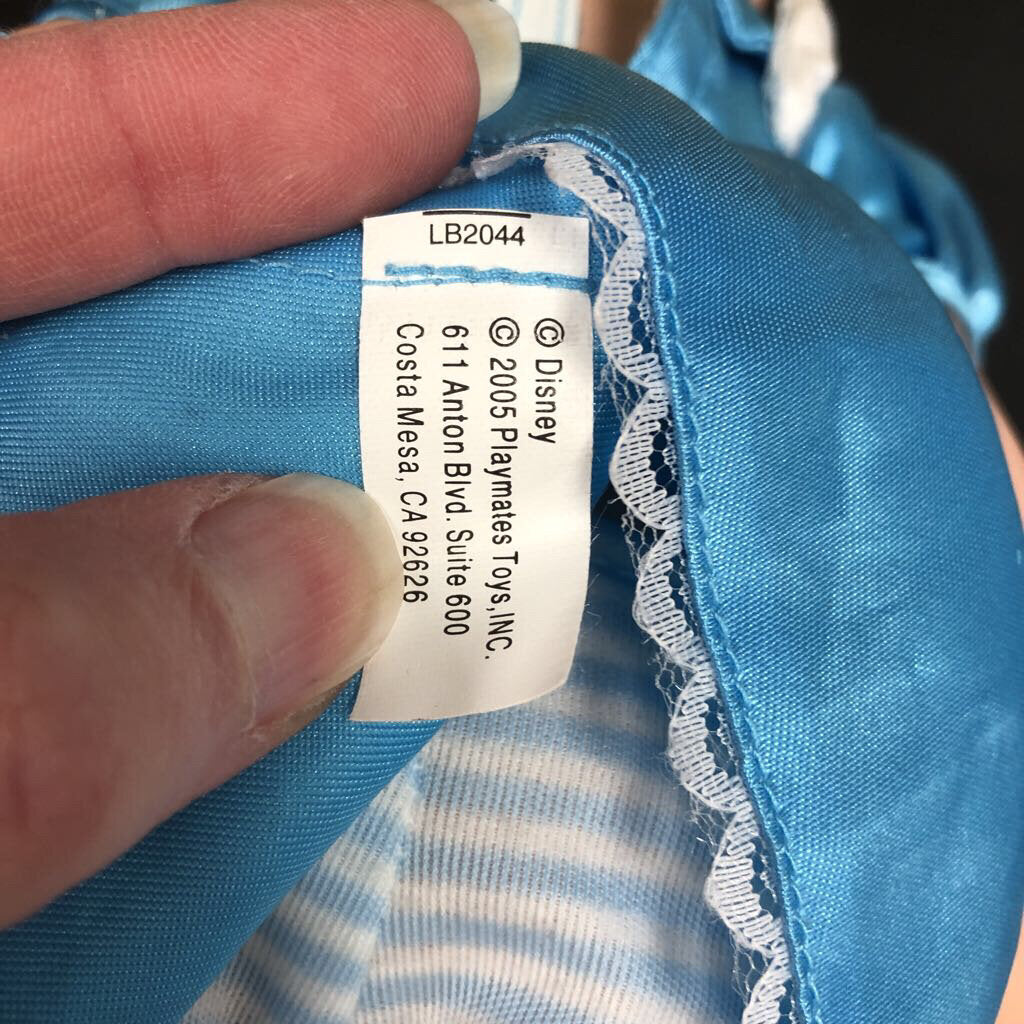 LB2044
© Disney
© 2005 Playmates Toys,INC.
611 Anton Blvd. Suite 600
Costa Mesa, CA 92626